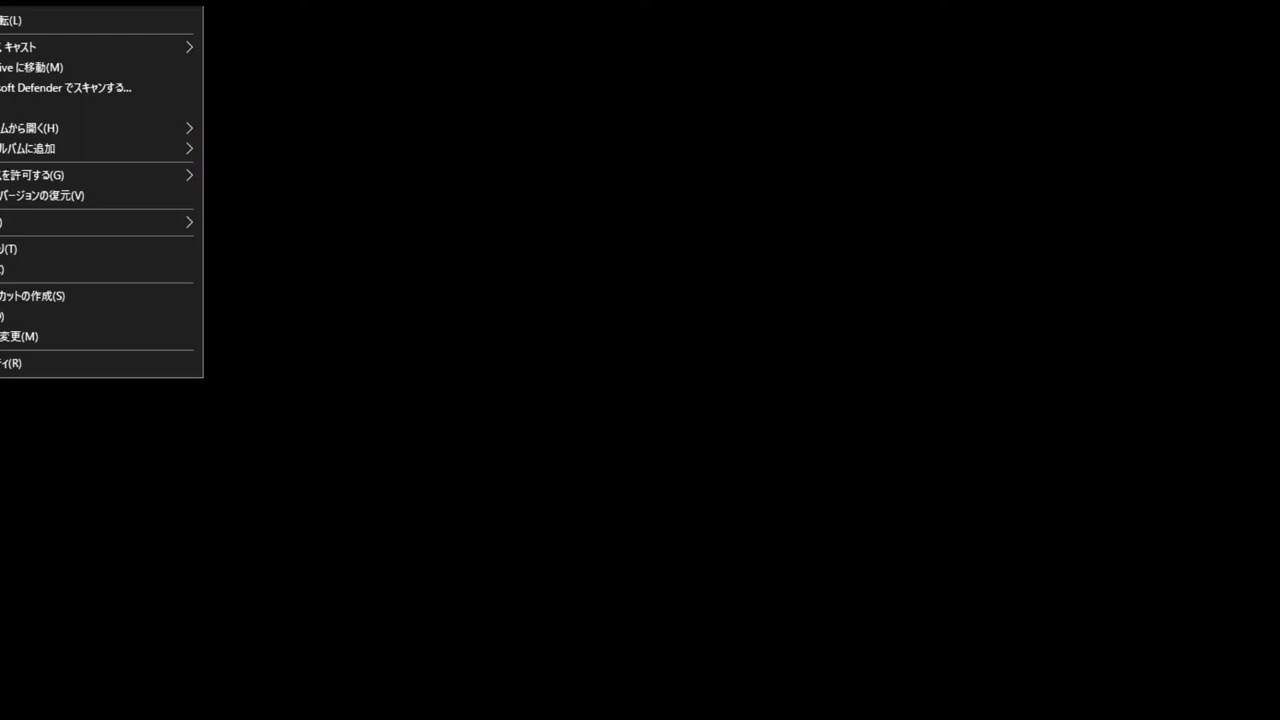 転(L)
キャスト
ive に移動(M)
soft Defender でスキャンする...
ムから開く(H)
ルバムに追加
を許可する(G)
バージョンの復元(V)
)
り(T)
)
カットの作成(S)
)
変更(M)
ィ(R)